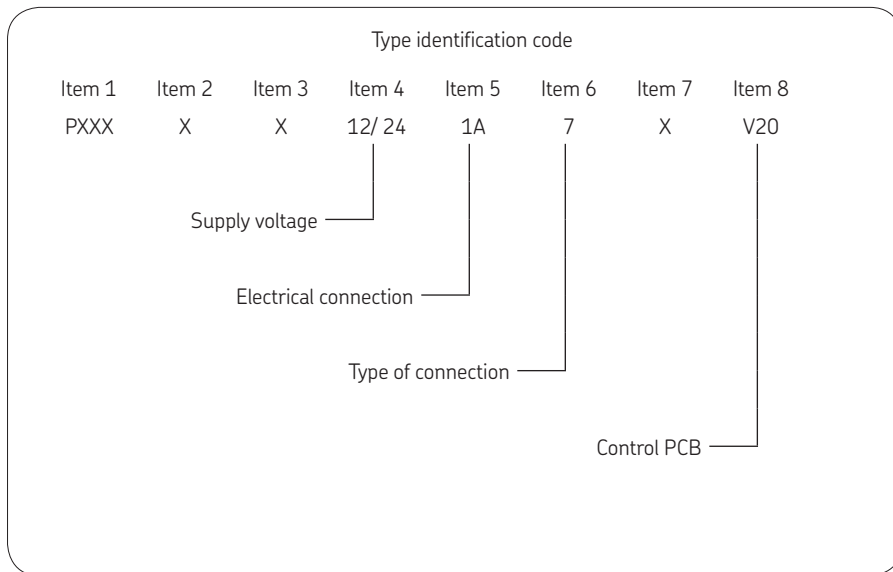 Type identification code
Item 1 Item 2 Item 3 Item 4 Item 5 Item 6 Item 7 Item 8
PXXX X X 12/ 24 1A 7 X V20
Supply voltage
Electrical connection
Type of connection
Control PCB